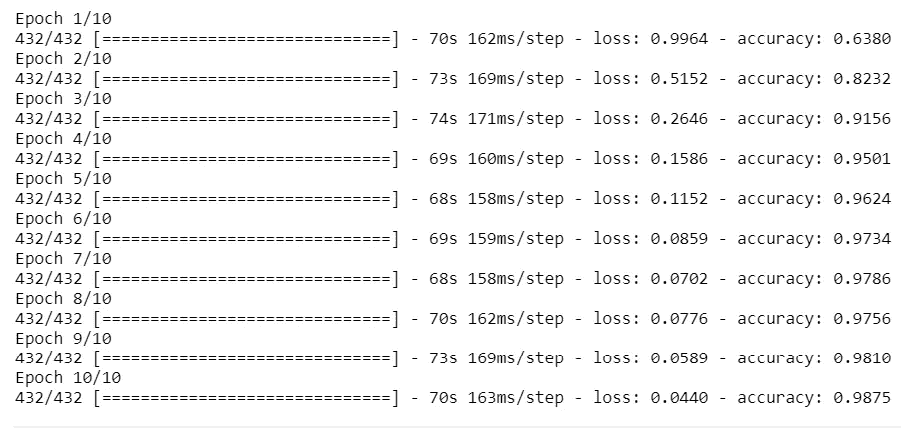 Epoch 1/10
432/432 [==============================] - 70s 162ms/step - loss: 0.9964 - accuracy: 0.6380
Epoch 2/10
432/432 [==============================] - 73s 169ms/step - loss: 0.5152 - accuracy: 0.8232
Epoch 3/10
432/432 [==============================] - 74s 171ms/step - loss: 0.2646 - accuracy: 0.9156
Epoch 4/10
432/432 [==============================] - 69s 160ms/step - loss: 0.1586 - accuracy: 0.9501
Epoch 5/10
432/432 [==============================] - 68s 158ms/step - loss: 0.1152 - accuracy: 0.9624
Epoch 6/10
432/432 [==============================] - 69s 159ms/step - loss: 0.0859 - accuracy: 0.9734
Epoch 7/10
432/432 [==============================] - 68s 158ms/step - loss: 0.0702 - accuracy: 0.9786
Epoch 8/10
432/432 [==============================] - 70s 162ms/step - loss: 0.0776 - accuracy: 0.9756
Epoch 9/10
432/432 [==============================] - 73s 169ms/step - loss: 0.0589 - accuracy: 0.9810
Epoch 10/10
432/432 [==============================] - 70s 163ms/step - loss: 0.0440 - accuracy: 0.9875